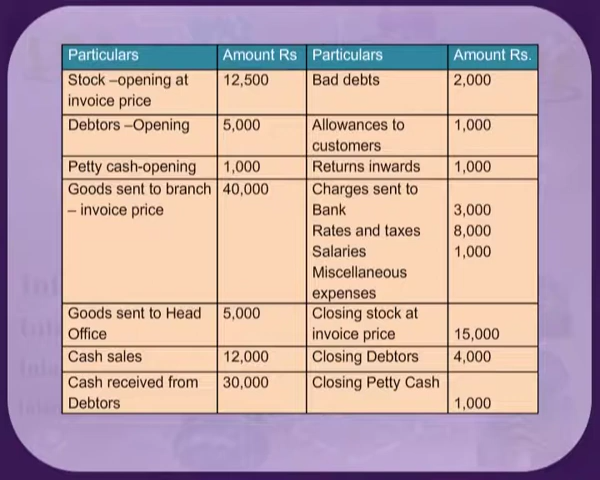 Particulars Amount Rs Particulars Amount Rs.
Stock –opening at 12,500 Bad debts 2,000
invoice price
Debtors –Opening 5,000 Allowances to 1,000
customers
Petty cash-opening 1,000 Returns inwards 1,000
Goods sent to branch 40,000 Charges sent to
– invoice price Bank 3,000
Rates and taxes 8,000
Salaries 1,000
Miscellaneous
expenses
Goods sent to Head 5,000 Closing stock at
Office invoice price 15,000
Cash sales 12,000 Closing Debtors 4,000
Cash received from 30,000 Closing Petty Cash
Debtors 1,000